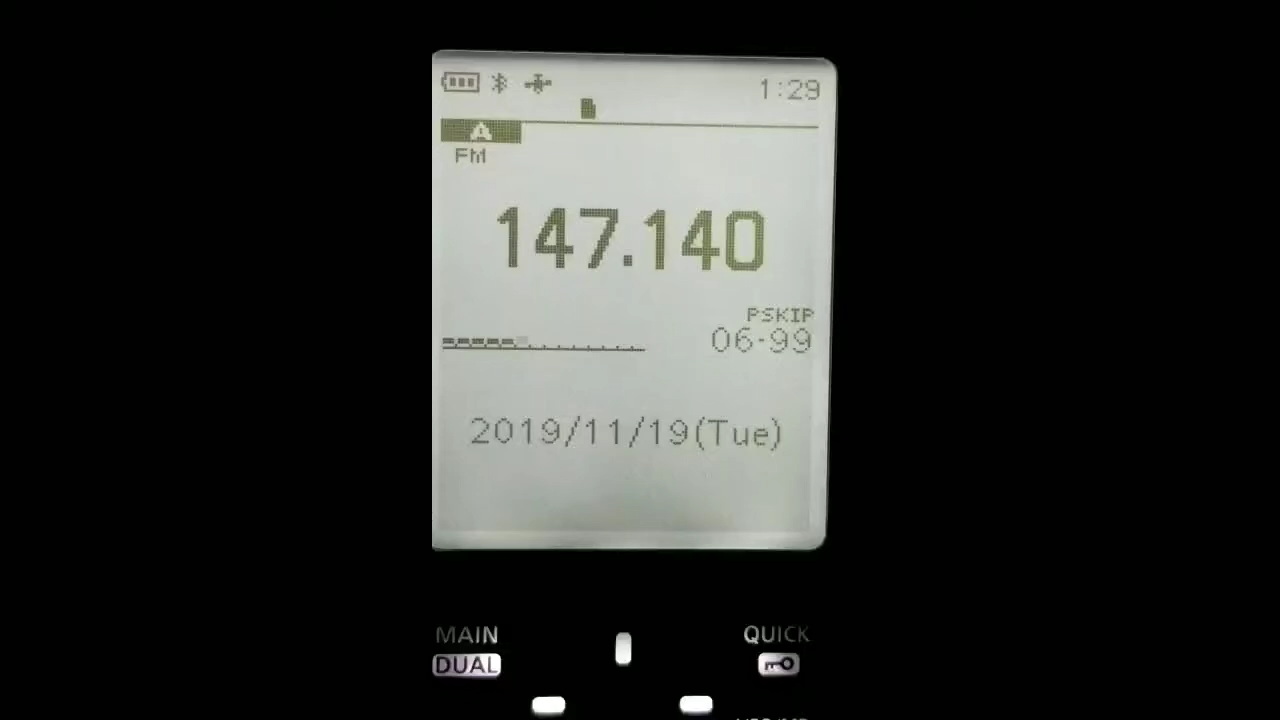 1:29
A
FM
147.140
PSKIP
06-99
2019/11/19(Tue)
MAIN QUICK
DUAL